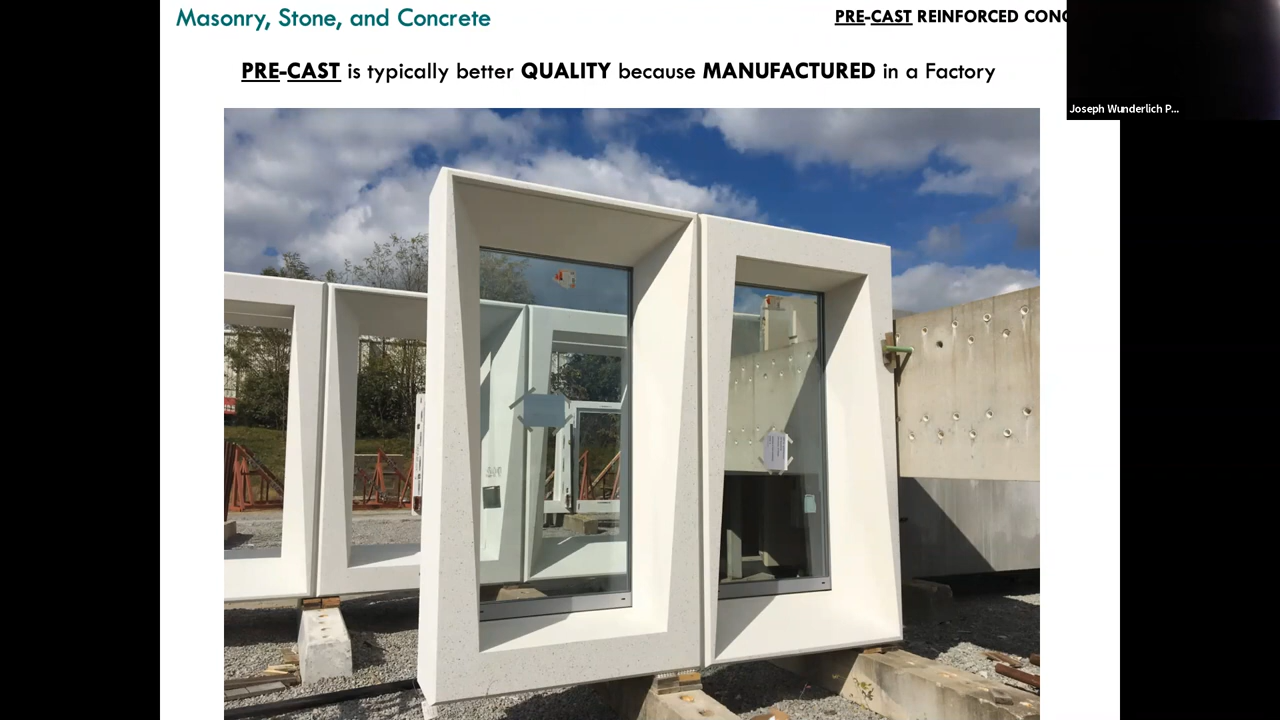 Masonry, Stone, and Concrete
PRE-CAST REINFORCED CONC
Joseph Wunderlich P...
PRE-CAST is typically better QUALITY because MANUFACTURED in a Factory